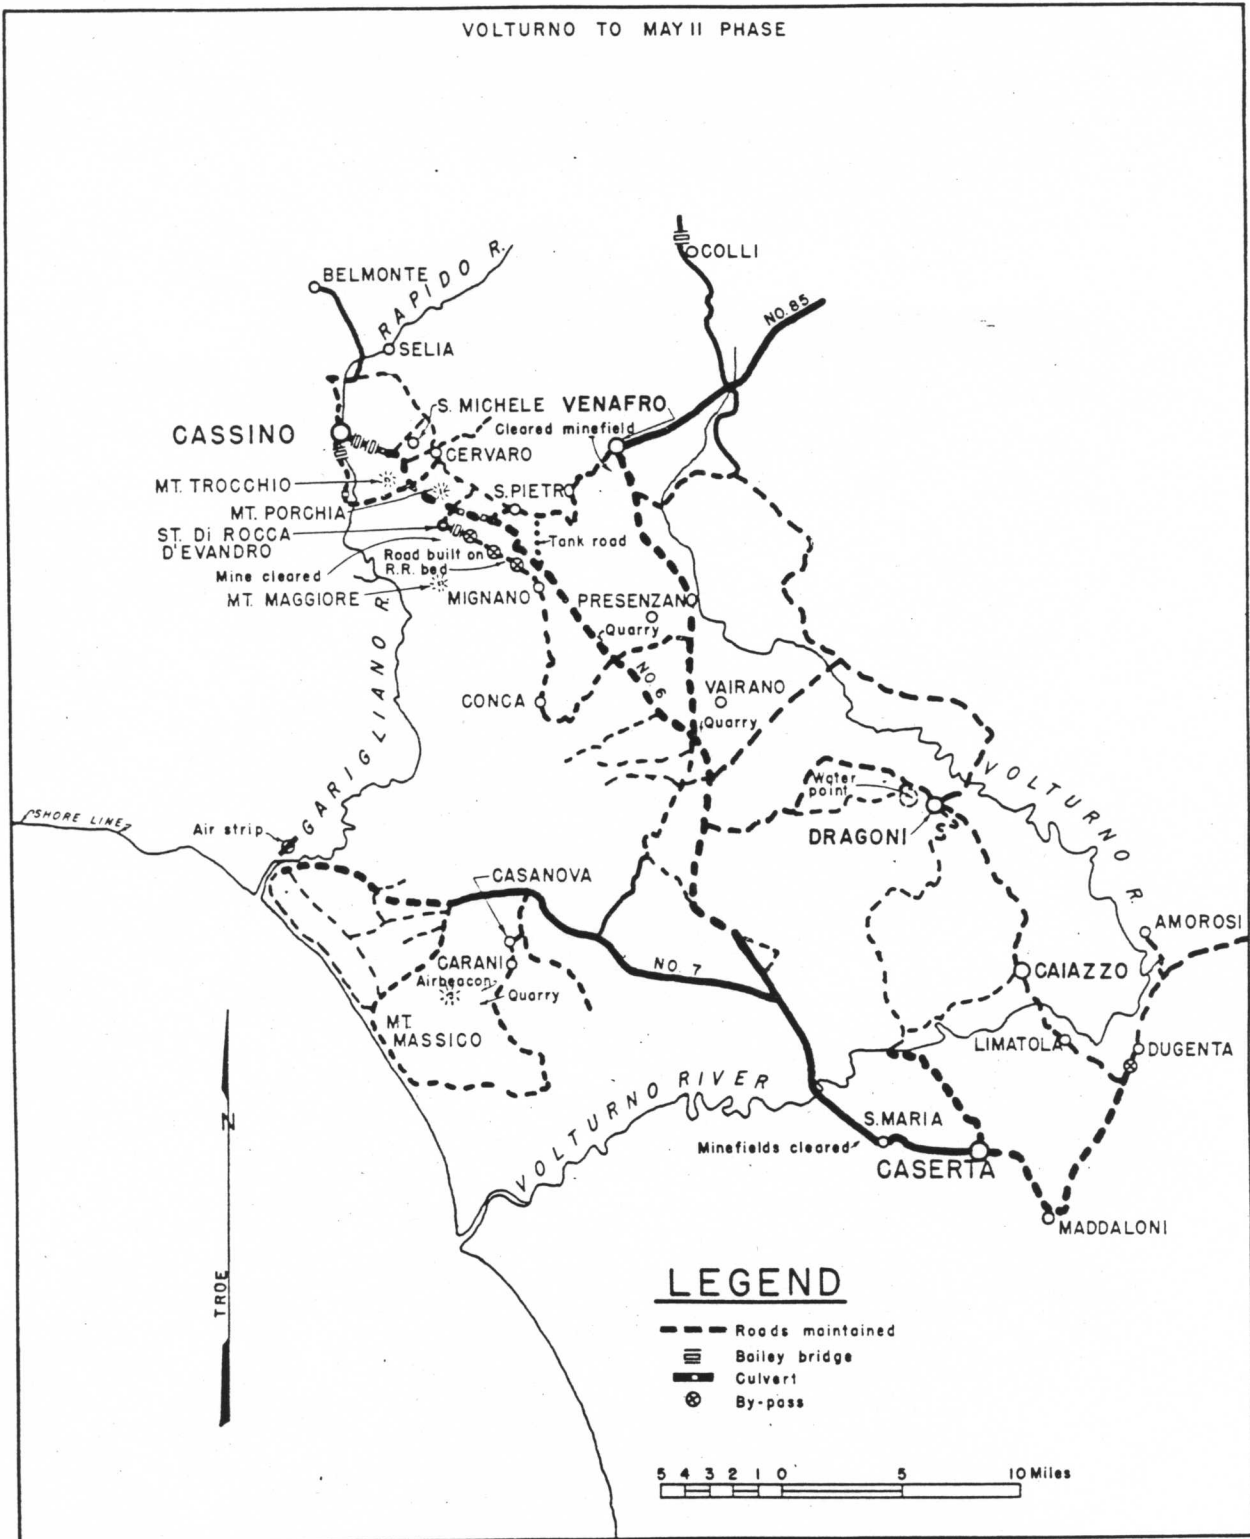 VOLTURNO TO MAY 11 PHASE
COLLI
BELMONTE
RAPIDO R.
NO. 85
SELIA
S. MICHELE
VENAFRO
CASSINO
Cleared minefield
CERVARO
MT. TROCCHIO
S. PIETRO
MT. PORCHIA
ST. Di ROCCA
D'EVANDRO
Tank road
Road built on
R.R. bed
Mine cleared
MT. MAGGIORE
MIGNANO
PRESENZANO
Quarry
GARIGLIANO R.
NO. 6
VAIRANO
CONCA
Quarry
VOLTURNO R.
Water
point
SHORE LINE
Air strip
DRAGONI
CASANOVA
AMOROSI
CARANI
NO. 7
CAIAZZO
Airbeacon
Quarry
MT.
MASSICO
LIMATOLA
DUGENTA
VOLTURNO RIVER
N
S. MARIA
Minefields cleared
CASERTA
MADDALONI
TROE
LEGEND
Roads maintained
Bailey bridge
Culvert
By-pass
5 4 3 2 1 0 5 10 Miles